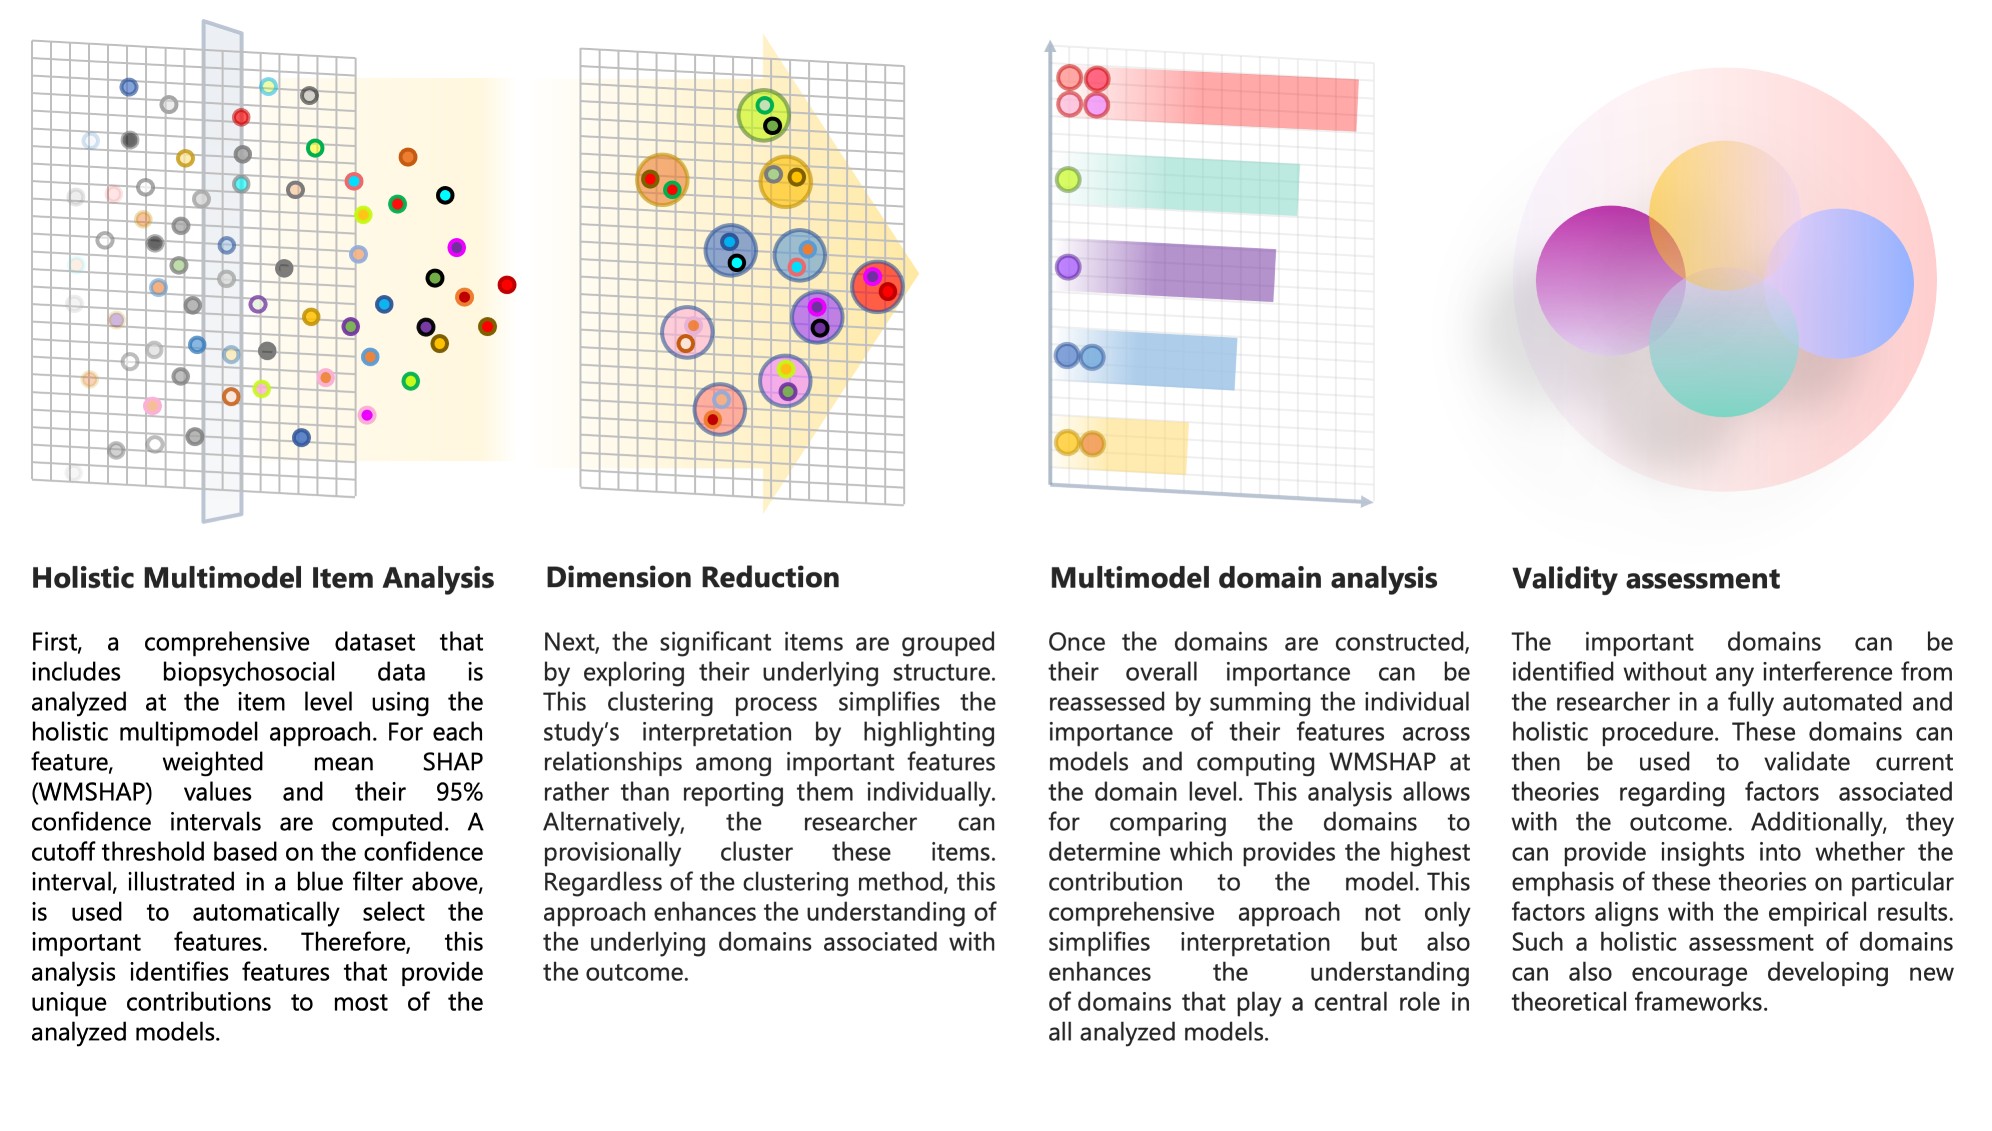 Holistic Multimodel Item Analysis
First, a comprehensive dataset that
includes biopsychosocial data is
analyzed at the item level using the
holistic multipmodel approach. For each
feature, weighted mean SHAP
(WMSHAP) values and their 95%
confidence intervals are computed. A
cutoff threshold based on the confidence
interval, illustrated in a blue filter above,
is used to automatically select the
important features. Therefore, this
analysis identifies features that provide
unique contributions to most of the
analyzed models.
Dimension Reduction
Next, the significant items are grouped
by exploring their underlying structure.
This clustering process simplifies the
study’s interpretation by highlighting
relationships among important features
rather than reporting them individually.
Alternatively, the researcher can
provisionally cluster these items.
Regardless of the clustering method, this
approach enhances the understanding of
the underlying domains associated with
the outcome.
Multimodel domain analysis
Once the domains are constructed,
their overall importance can be
reassessed by summing the individual
importance of their features across
models and computing WMSHAP at
the domain level. This analysis allows
for comparing the domains to
determine which provides the highest
contribution to the model. This
comprehensive approach not only
simplifies interpretation but also
enhances the understanding
of domains that play a central role in
all analyzed models.
Validity assessment
The important domains can be
identified without any interference from
the researcher in a fully automated and
holistic procedure. These domains can
then be used to validate current
theories regarding factors associated
with the outcome. Additionally, they
can provide insights into whether the
emphasis of these theories on particular
factors aligns with the empirical results.
Such a holistic assessment of domains
can also encourage developing new
theoretical frameworks.